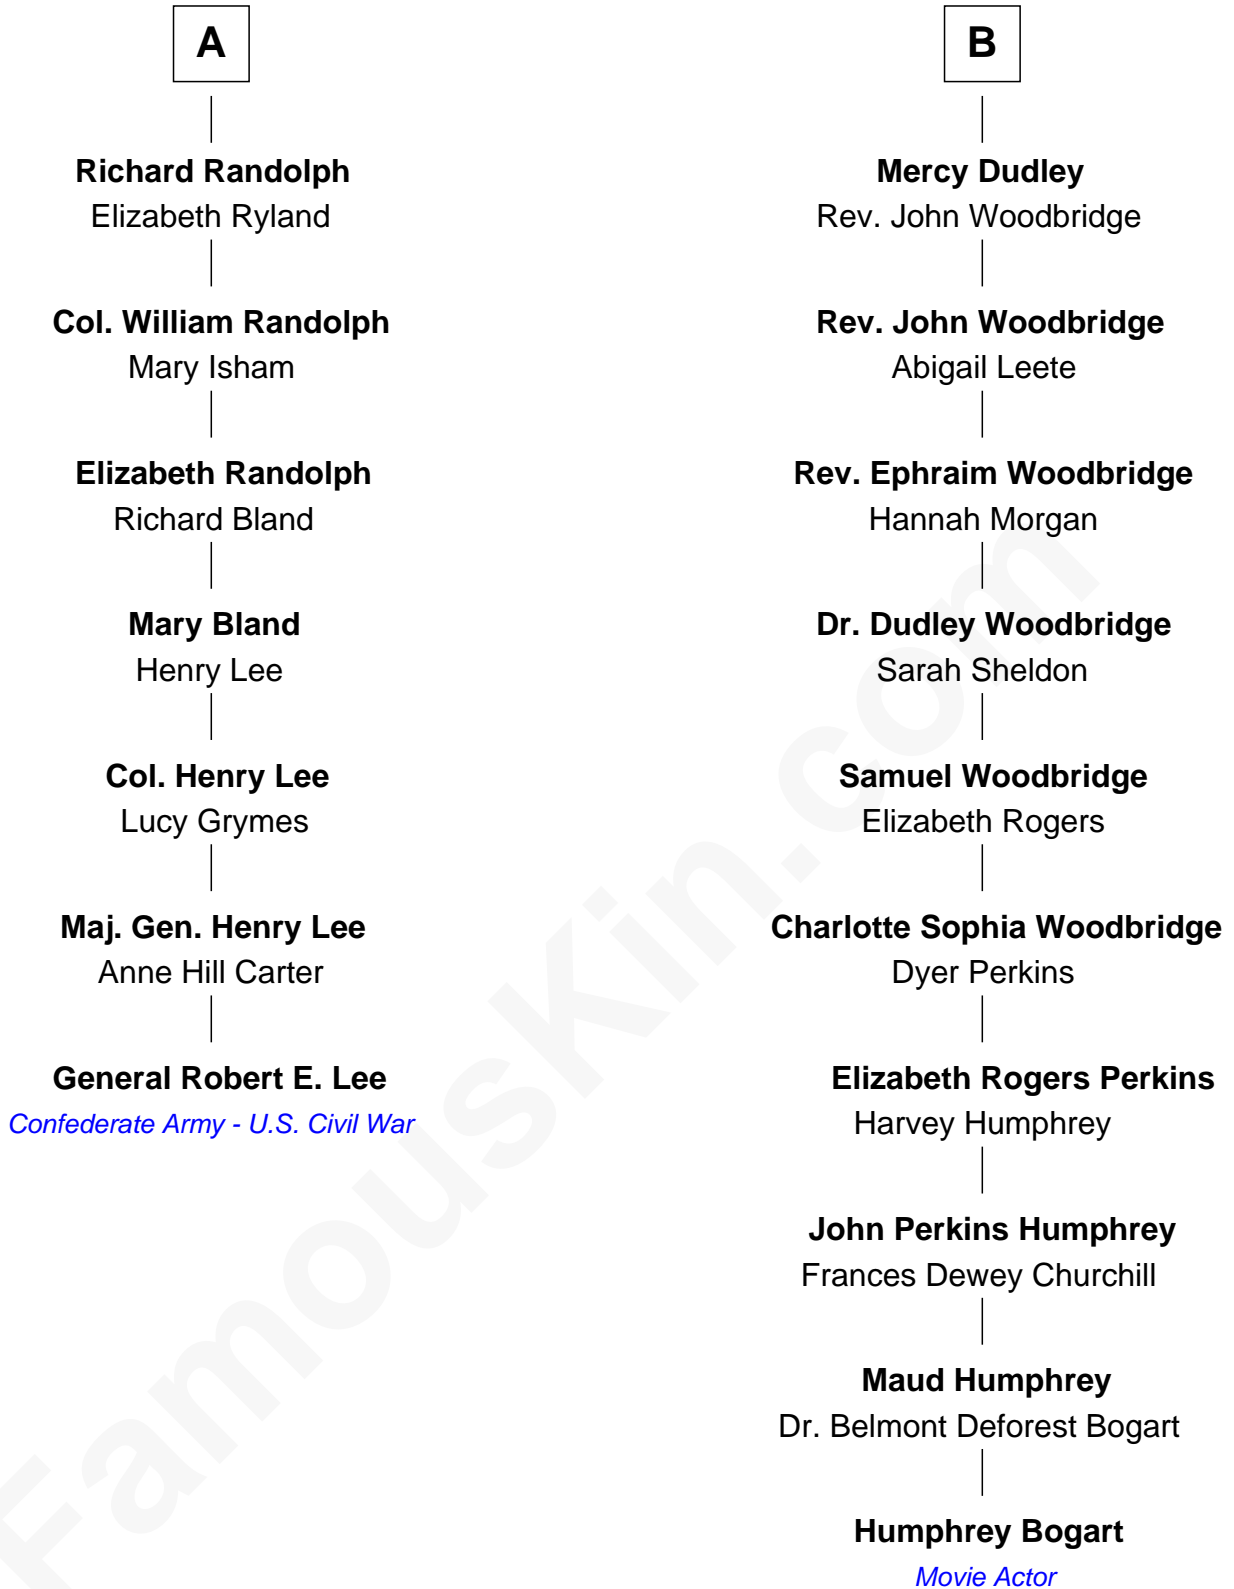 A
Richard Randolph
Elizabeth Ryland
Col. William Randolph
Mary Isham
Elizabeth Randolph
Richard Bland
Mary Bland
Henry Lee
Col. Henry Lee
Lucy Grymes
Maj. Gen. Henry Lee
Anne Hill Carter
General Robert E. Lee
Confederate Army - U.S. Civil War
B
Mercy Dudley
Rev. John Woodbridge
Rev. John Woodbridge
Abigail Leete
Rev. Ephraim Woodbridge
Hannah Morgan
Dr. Dudley Woodbridge
Sarah Sheldon
Samuel Woodbridge
Elizabeth Rogers
Charlotte Sophia Woodbridge
Dyer Perkins
Elizabeth Rogers Perkins
Harvey Humphrey
John Perkins Humphrey
Frances Dewey Churchill
Maud Humphrey
Dr. Belmont Deforest Bogart
Humphrey Bogart
Movie Actor
FamousKin.com